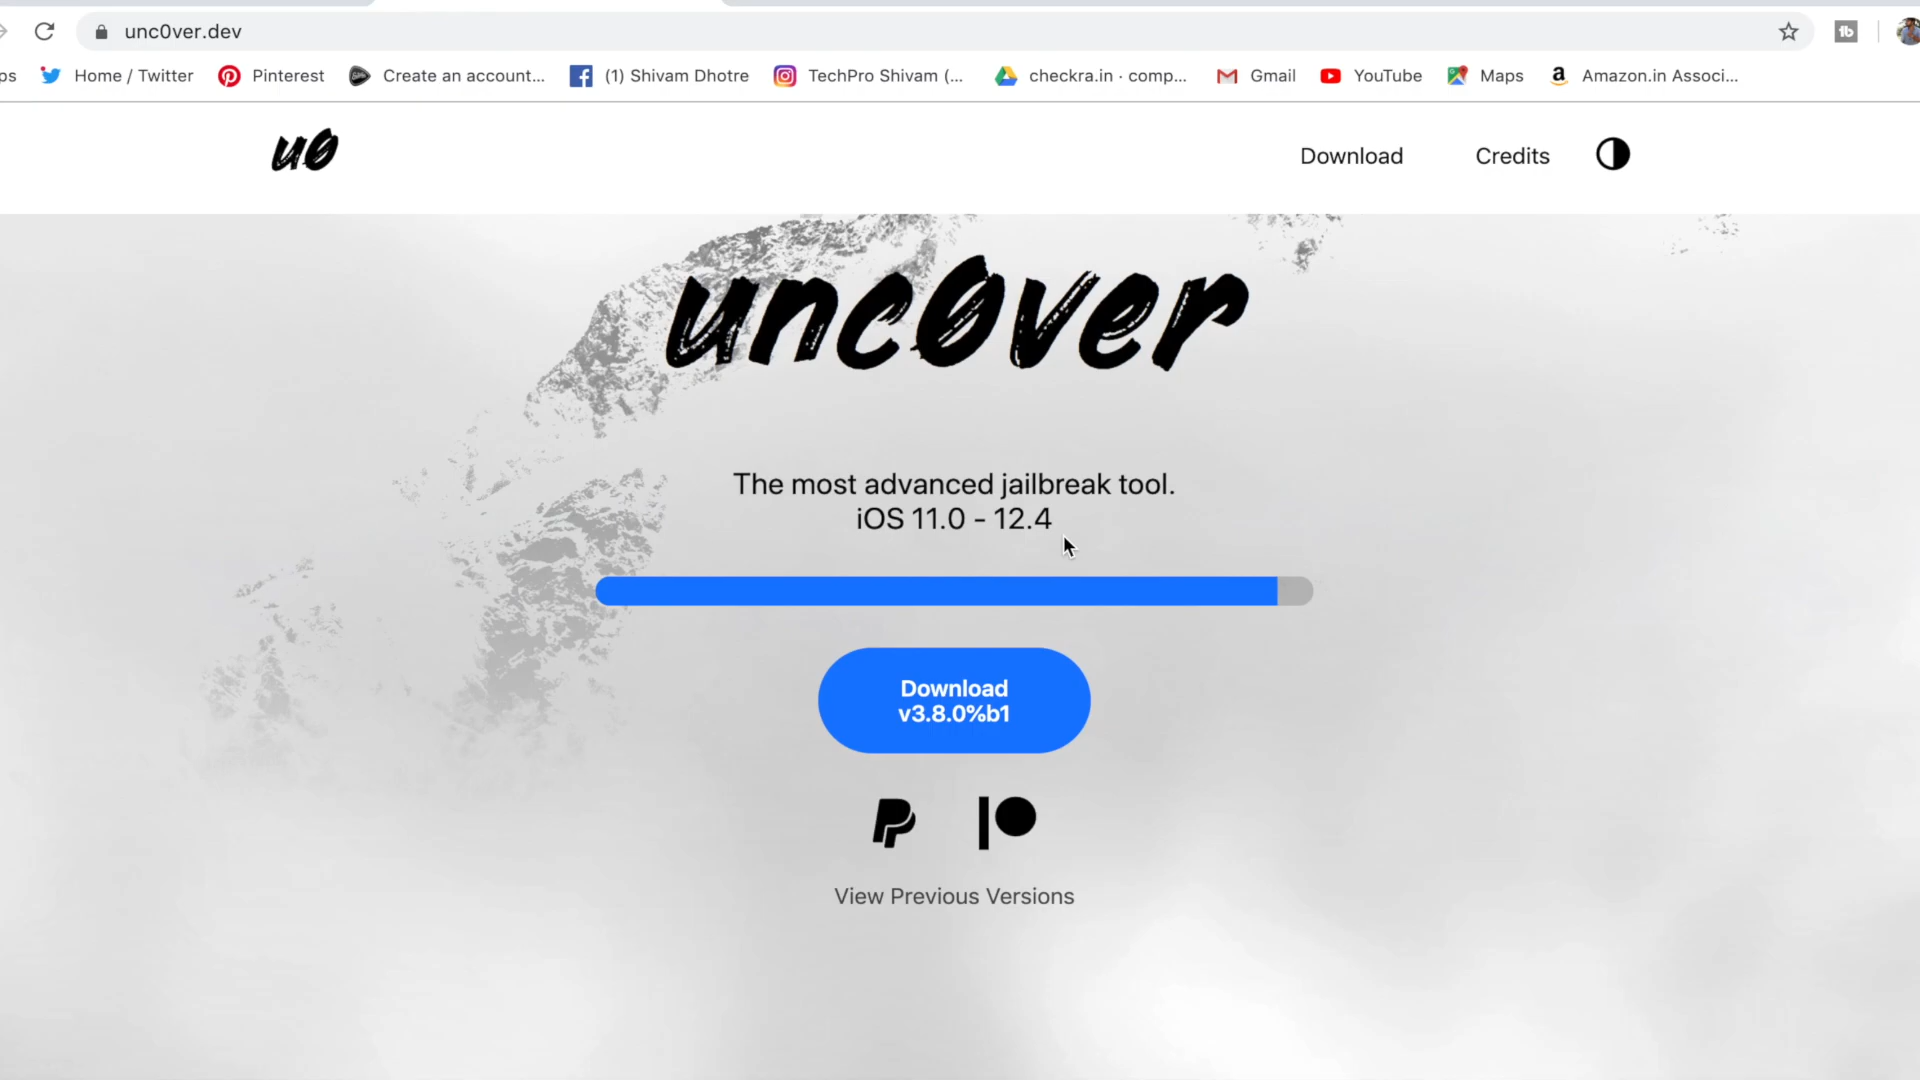 unc0ver.dev
ps Home / Twitter Pinterest Create an account... (1) Shivam Dhotre TechPro Shivam (... checkra.in · comp... Gmail YouTube Maps Amazon.in Associ...
u0 Download Credits
unc0ver
The most advanced jailbreak tool.
iOS 11.0 - 12.4
Download
v3.8.0%b1
View Previous Versions